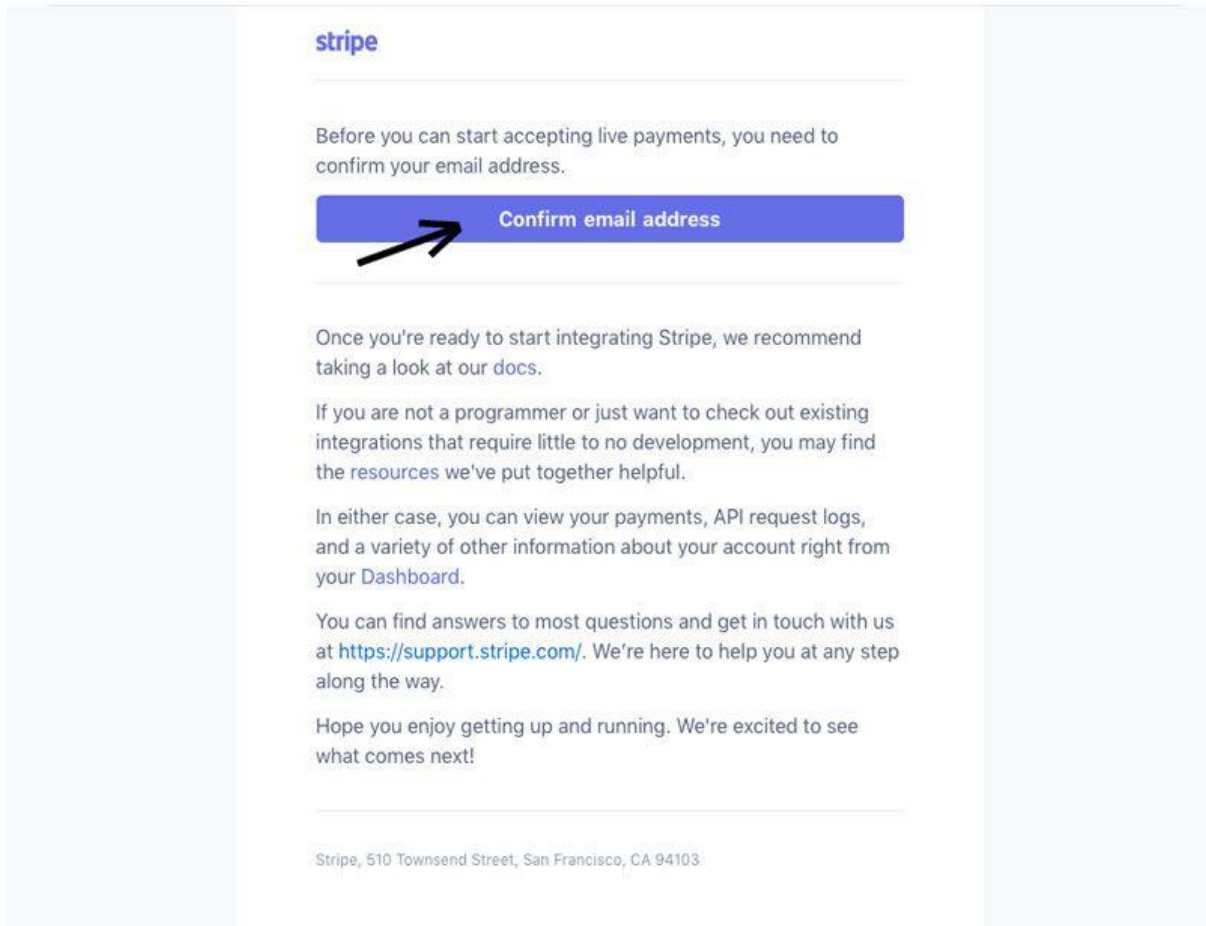 stripe
Before you can start accepting live payments, you need to
confirm your email address.
Confirm email address
Once you're ready to start integrating Stripe, we recommend
taking a look at our docs.
If you are not a programmer or just want to check out existing
integrations that require little to no development, you may find
the resources we've put together helpful.
In either case, you can view your payments, API request logs,
and a variety of other information about your account right from
your Dashboard.
You can find answers to most questions and get in touch with us
at https://support.stripe.com/. We're here to help you at any step
along the way.
Hope you enjoy getting up and running. We're excited to see
what comes next!
Stripe, 510 Townsend Street, San Francisco, CA 94103